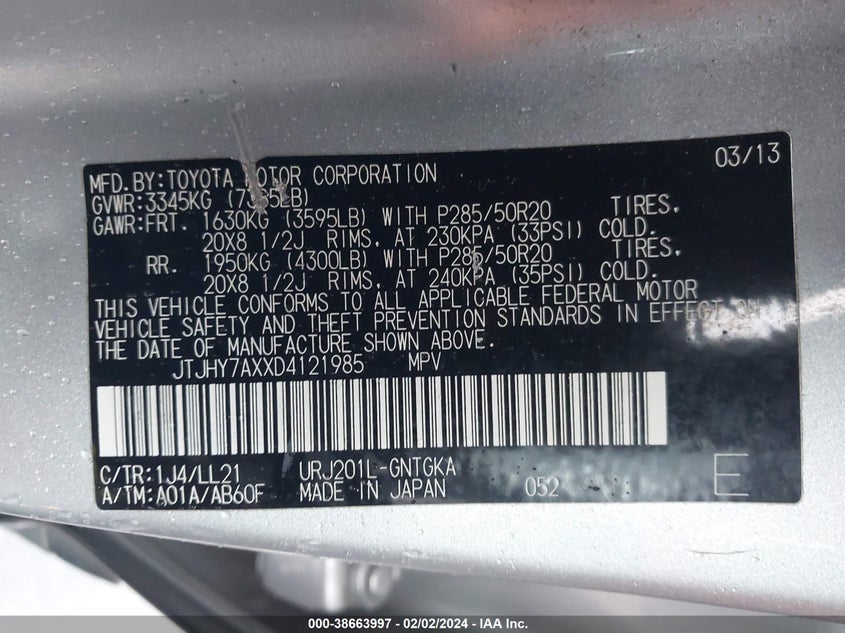 03/13
MFD.BY:TOYOTA MOTOR CORPORATION
GVWR:3345KG (7385LB)
GAWR:FRT. 1630KG (3595LB) WITH P285/50R20 TIRES,
20X8 1/2J RIMS, AT 230KPA (33PSI) COLD.
RR. 1950KG (4300LB) WITH P285/50R20 TIRES,
20X8 1/2J RIMS, AT 240KPA (35PSI) COLD.
THIS VEHICLE CONFORMS TO ALL APPLICABLE FEDERAL MOTOR
VEHICLE SAFETY AND THEFT PREVENTION STANDARDS IN EFFECT ON
THE DATE OF MANUFACTURE SHOWN ABOVE.
JTJHY7AXXD4121985 MPV
C/TR:1J4/LL21 URJ201L-GNTGKA
A/TM:A01A/AB60F MADE IN JAPAN 052 E
000-38663997 - 02/02/2024 - IAA Inc.